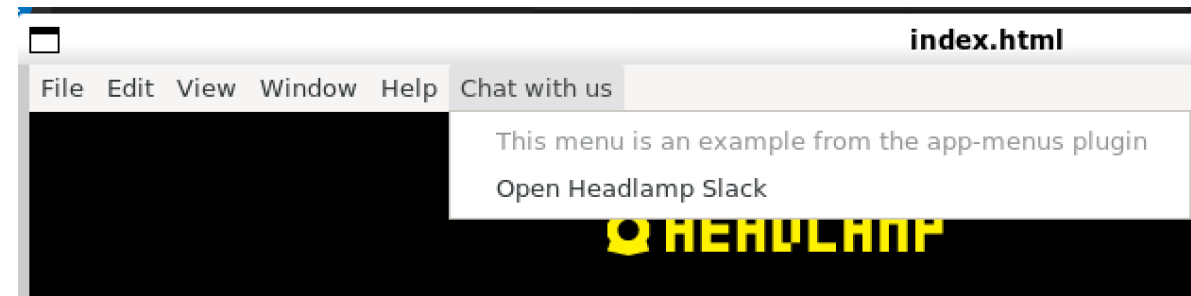 index.html
File Edit View Window Help Chat with us
This menu is an example from the app-menus plugin
Open Headlamp Slack
HEADLAMP